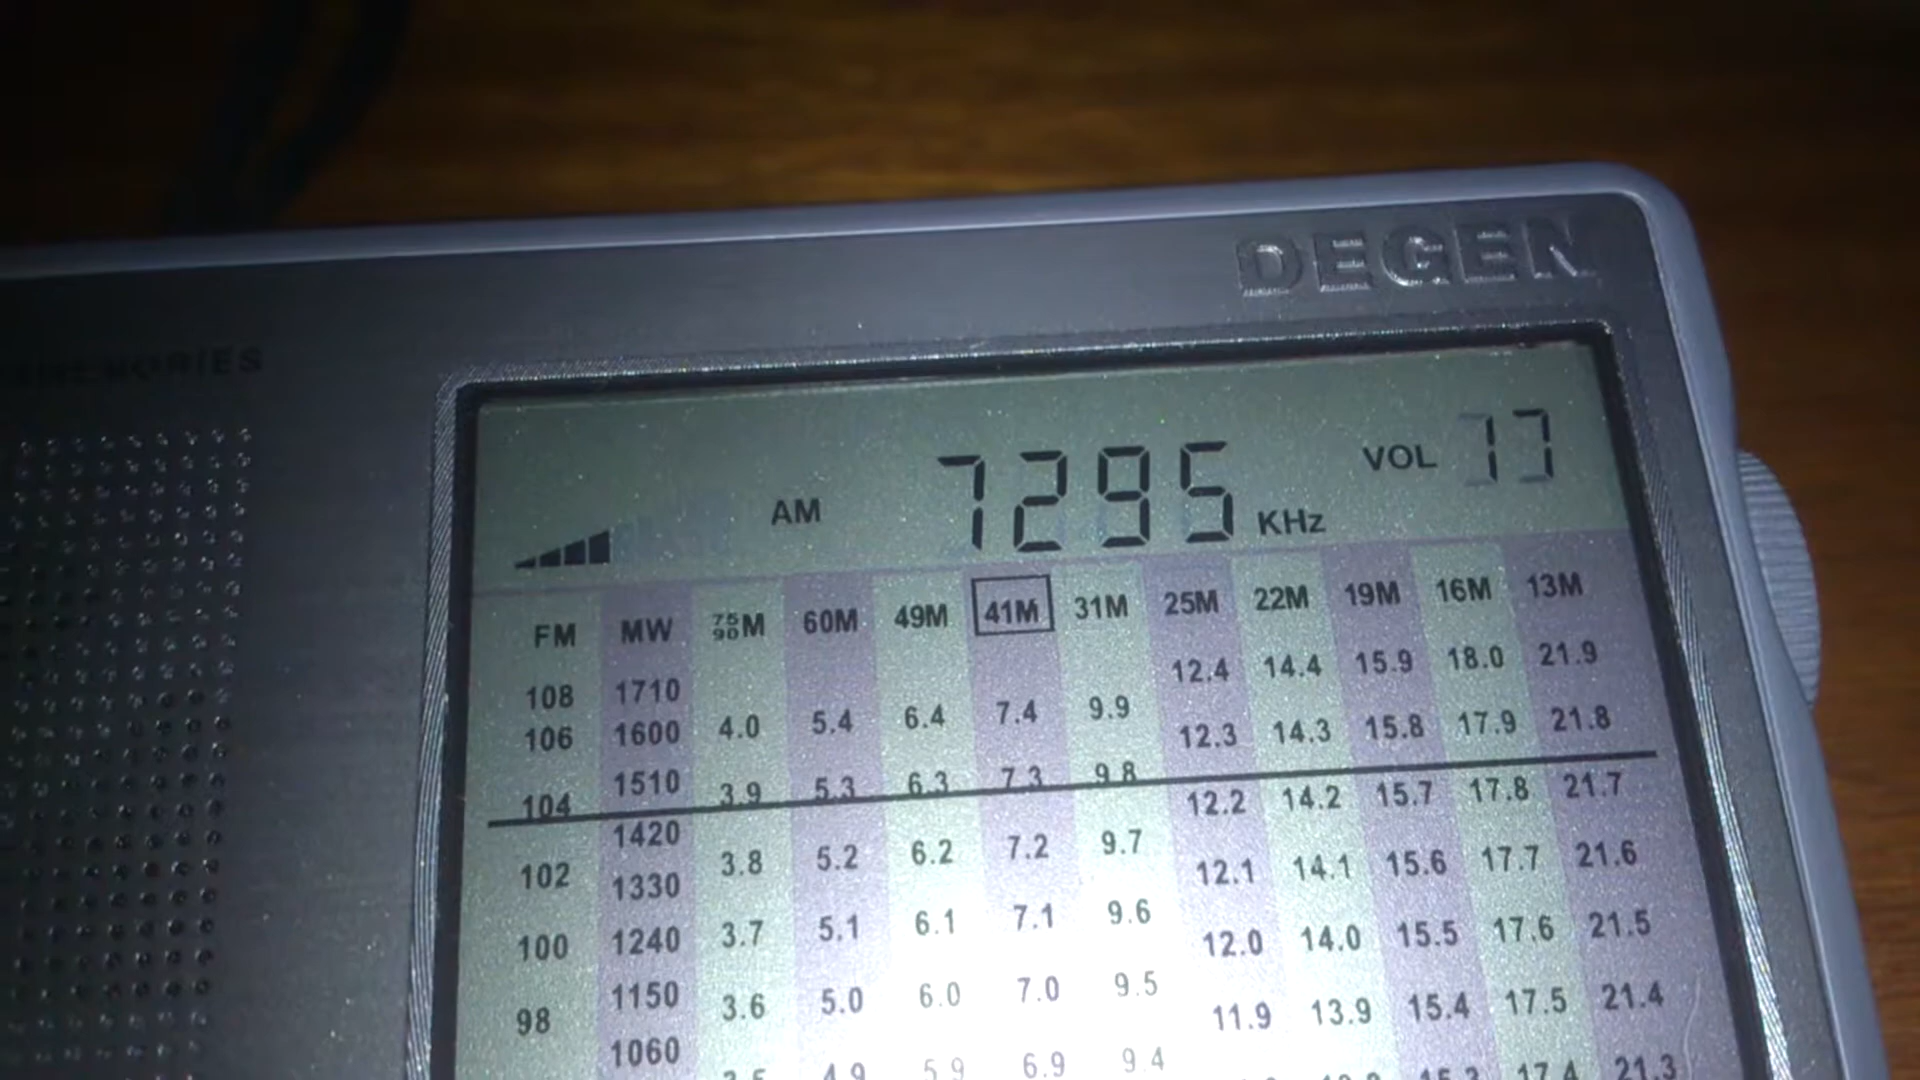 DEGEN
MEMORIES
VOL 17
AM 7295 KHz
FM MW 75 90 M 60M 49M 41M 31M 25M 22M 19M 16M 13M
12.4 14.4 15.9 18.0 21.9
108 1710
106 1600 4.0 5.4 6.4 7.4 9.9 12.3 14.3 15.8 17.9 21.8
104 1510 3.9 5.3 6.3 7.3 9.8 12.2 14.2 15.7 17.8 21.7
1420
102 1330 3.8 5.2 6.2 7.2 9.7 12.1 14.1 15.6 17.7 21.6
100 1240 3.7 5.1 6.1 7.1 9.6 12.0 14.0 15.5 17.6 21.5
98 1150 3.6 5.0 6.0 7.0 9.5 11.9 13.9 15.4 17.5 21.4
1060 4.9 5.9 6.9 9.4 15.3 17.4 21.3